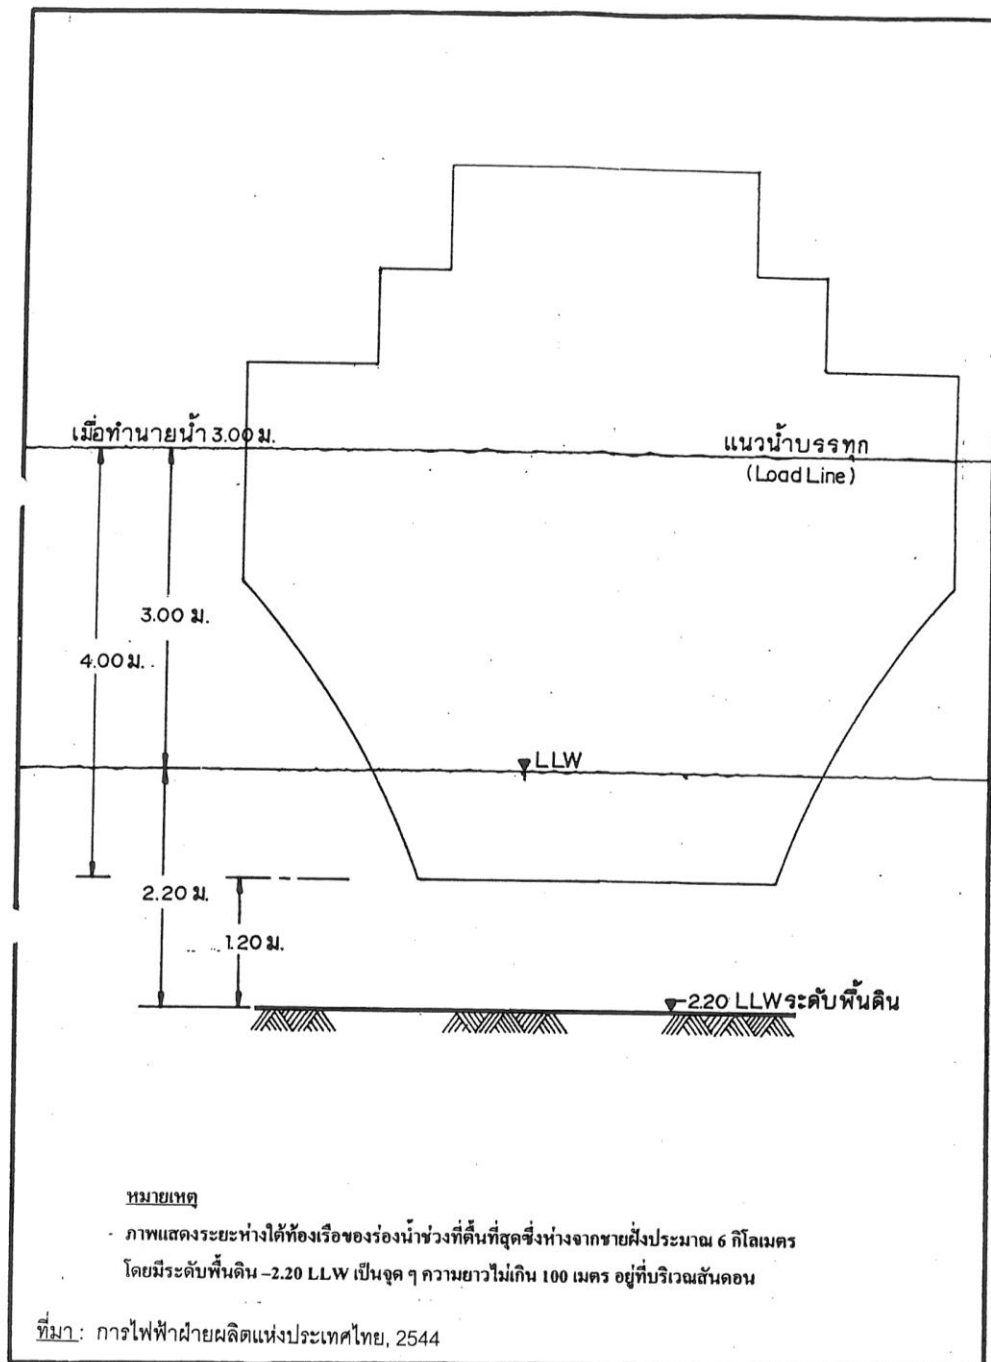 เมื่อทำนายน้ำ 3.00 ม.
แนวน้ำบรรทุก
(Load Line)
3.00 ม.
4.00 ม.
LLW
2.20 ม.
1.20 ม.
-2.20 LLW ระดับพื้นดิน
หมายเหตุ
ภาพแสดงระยะห่างใต้ท้องเรือของร่องน้ำช่วงที่ตื้นที่สุดซึ่งห่างจากชายฝั่งประมาณ 6 กิโลเมตร
โดยมีระดับพื้นดิน –2.20 LLW เป็นจุด ๆ ความยาวไม่เกิน 100 เมตร อยู่ที่บริเวณสันดอน
ที่มา : การไฟฟ้าฝ่ายผลิตแห่งประเทศไทย, 2544